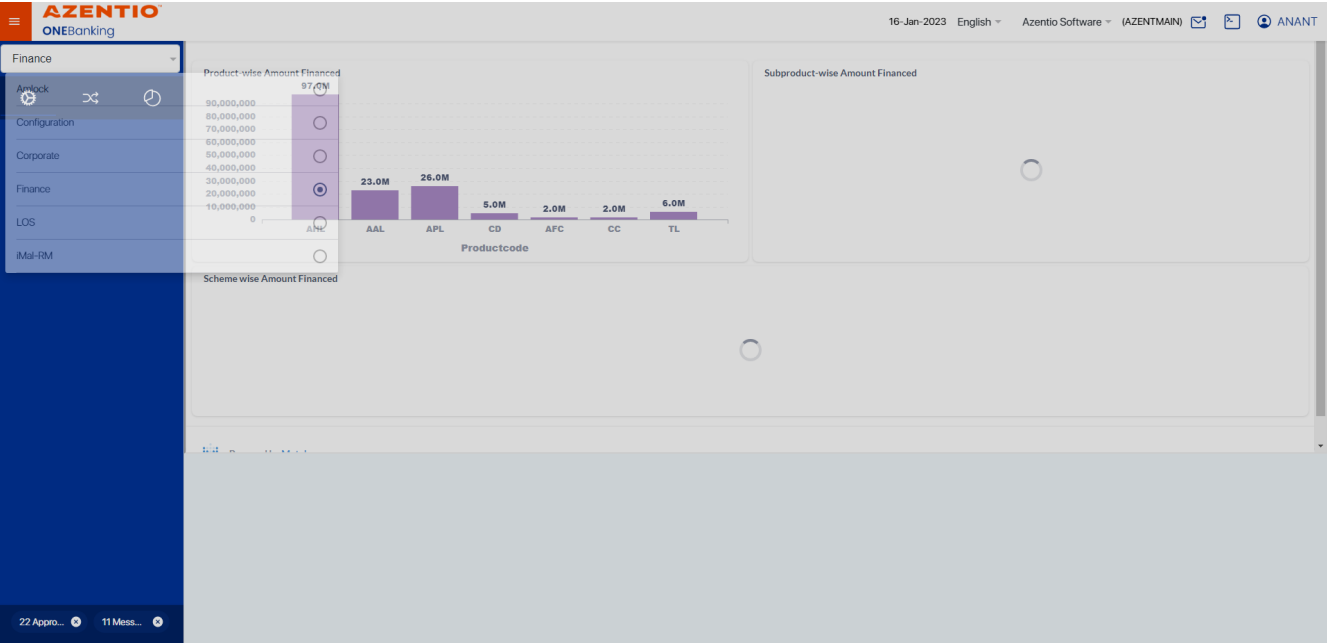 AZENTIO
ONEBanking
16-Jan-2023 English Azentio Software (AZENTMAIN) ANANT
Finance
Amlock
Configuration
Corporate
Finance
LOS
iMal-RM
Product-wise Amount Financed
97.0M
90,000,000
80,000,000
70,000,000
60,000,000
50,000,000
40,000,000
30,000,000
20,000,000
10,000,000
0
23.0M
26.0M
5.0M
2.0M
2.0M
6.0M
AHL AAL APL CD AFC CC TL
Productcode
Subproduct-wise Amount Financed
Scheme wise Amount Financed
22 Appro... 11 Mess...